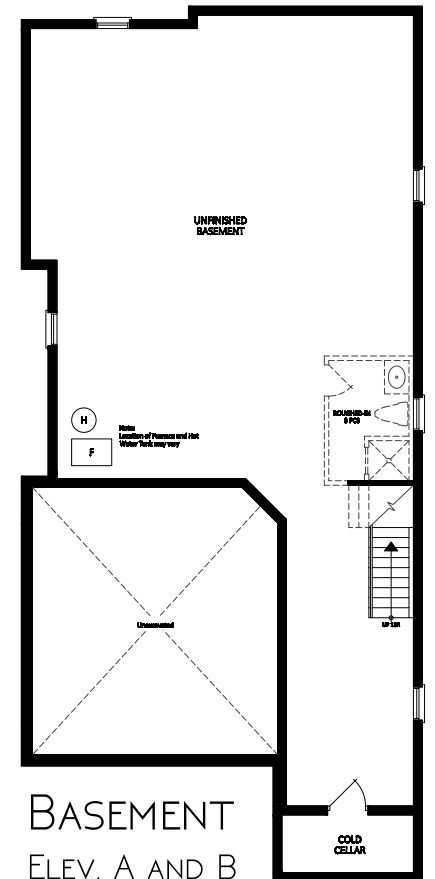 UNFINISHED
BASEMENT
ROUGHED-IN
3 PCS
H
F
Note:
Location of Furnace and Hot
Water Tank may vary
Unexcavated
COLD
CELLAR
BASEMENT
ELEV. A AND B